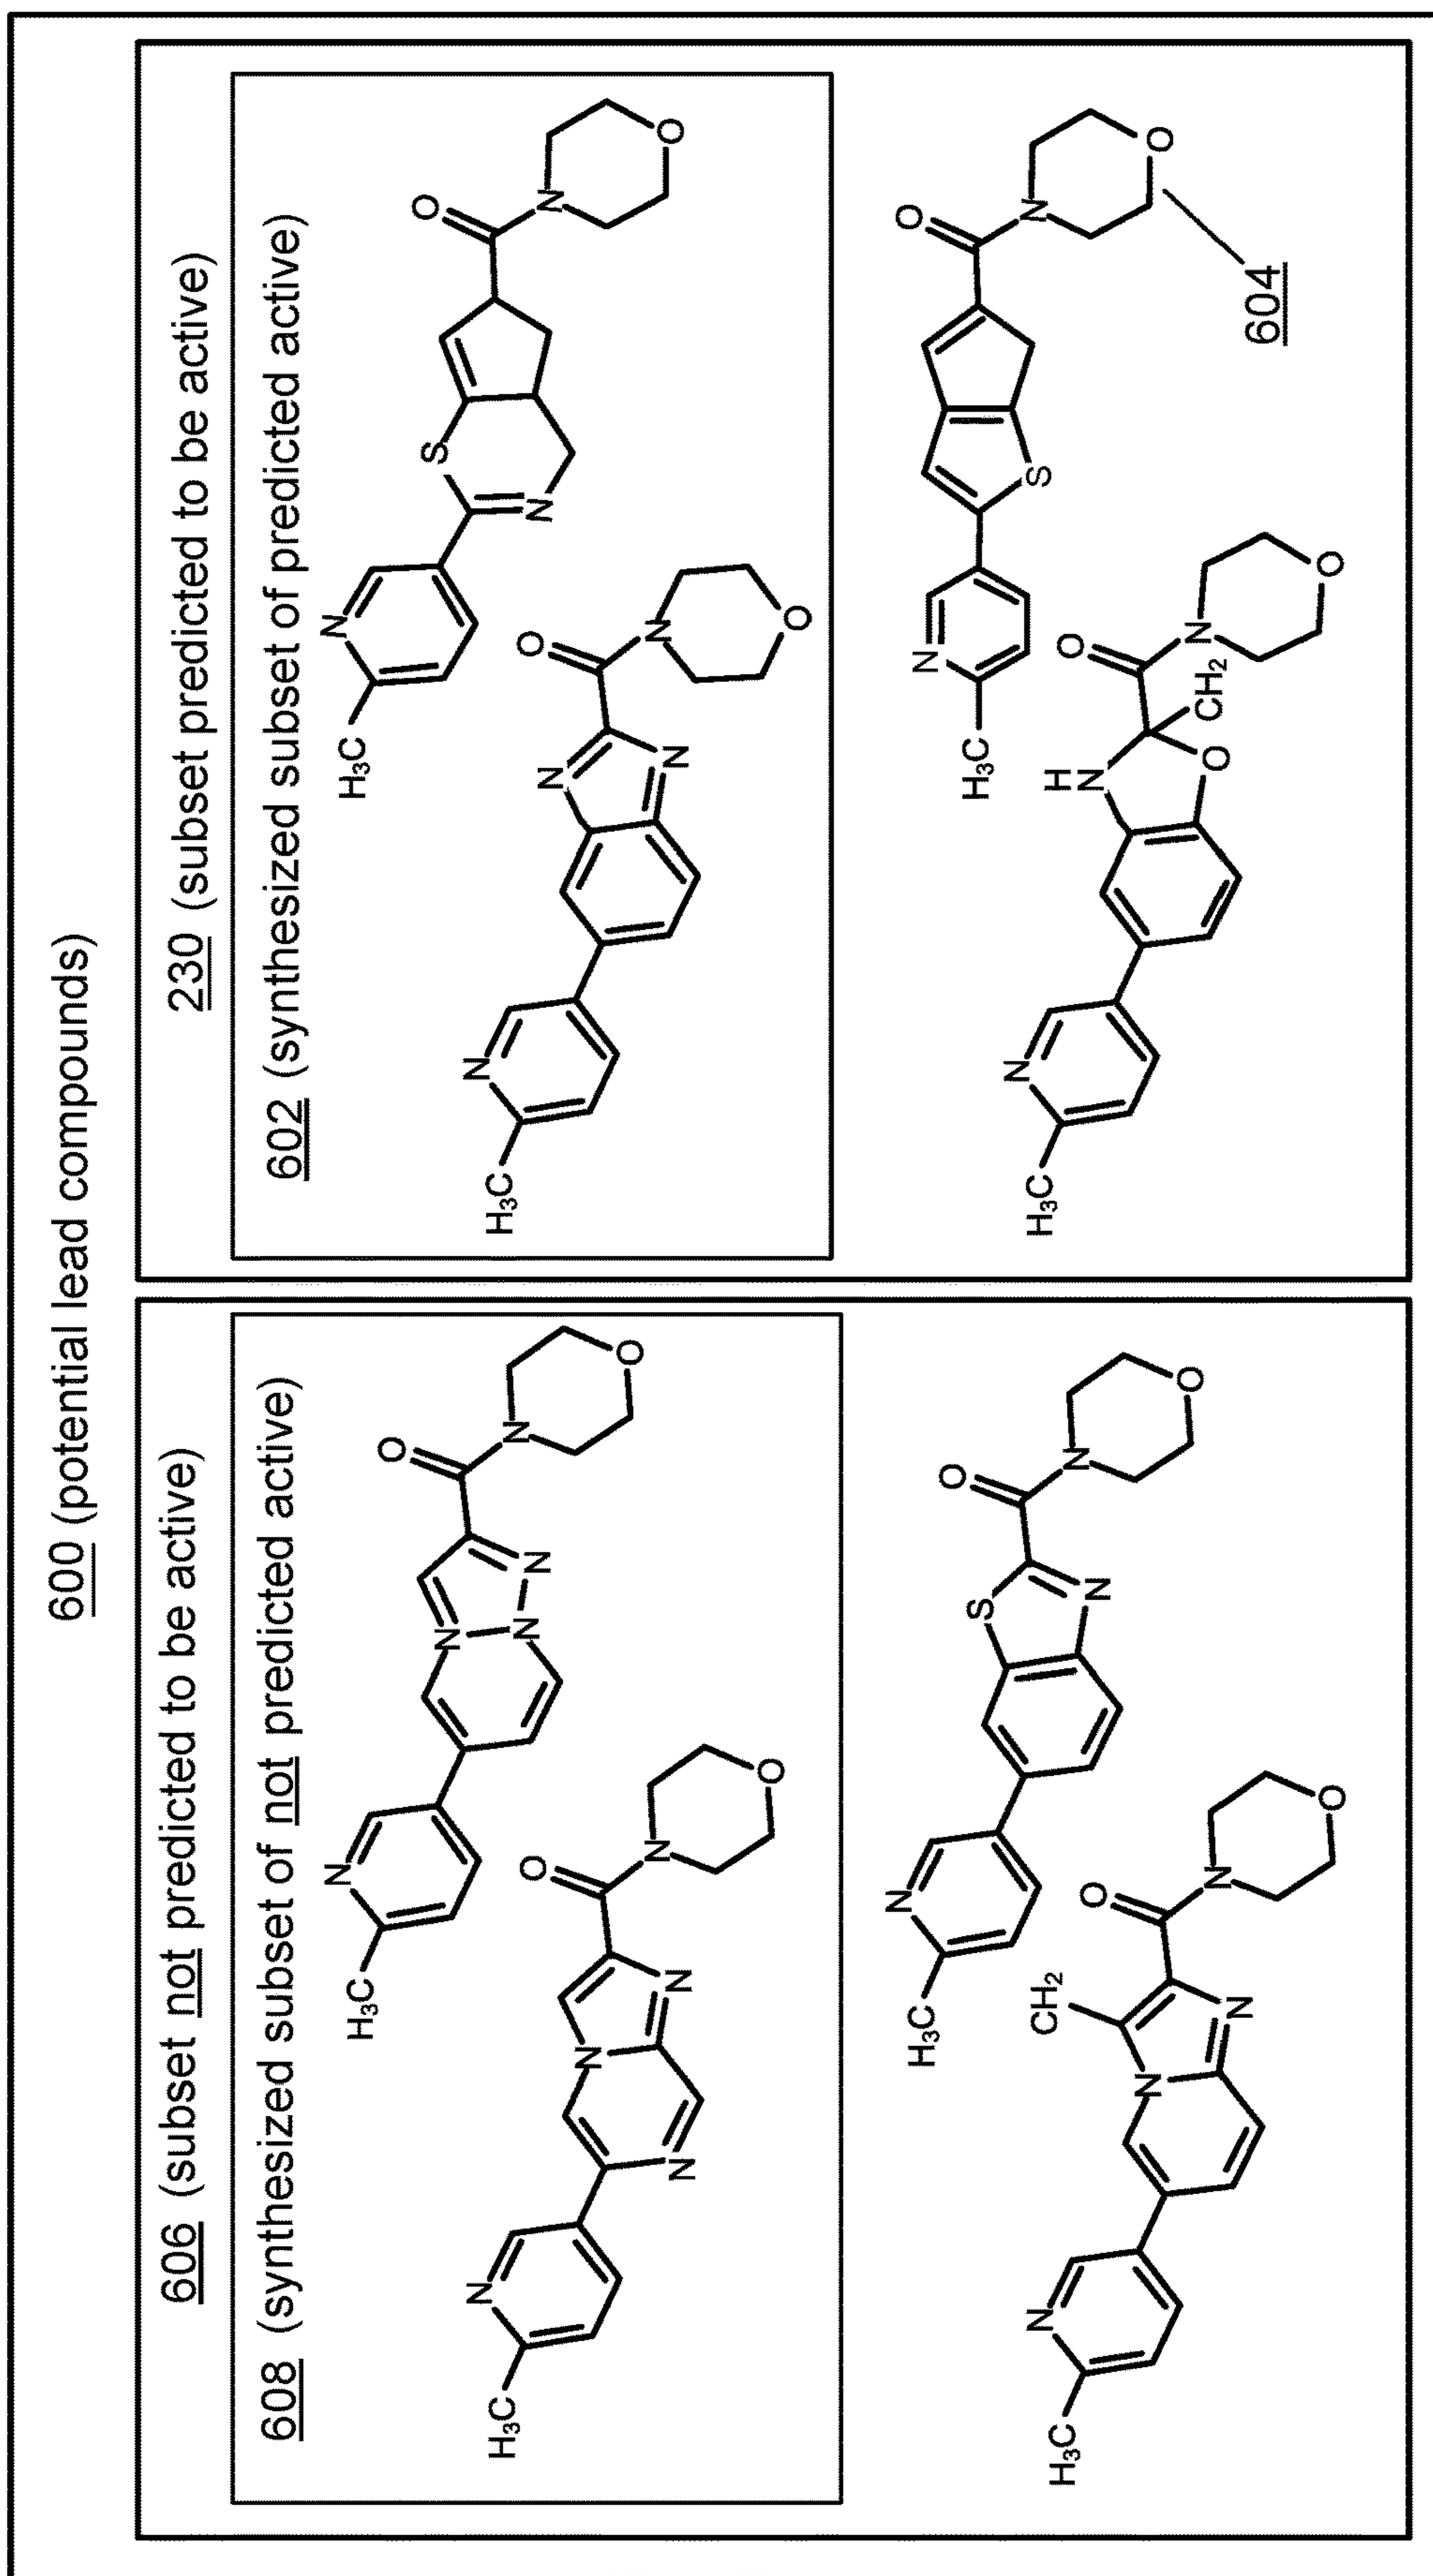 600 (potential lead compounds)
606 (subset not predicted to be active)
608 (synthesized subset of not predicted active)
H₃C
N
N
N
N
O
N
O
H₃C
N
N
N
N
O
N
O
H₃C
N
N
CH₂
N
O
N
O
H₃C
N
S
N
O
N
O
230 (subset predicted to be active)
602 (synthesized subset of predicted active)
H₃C
N
N
N
O
N
O
H₃C
N
S
N
O
N
O
H₃C
N
H
N
O
CH₂
O
N
O
H₃C
N
S
O
N
O
604